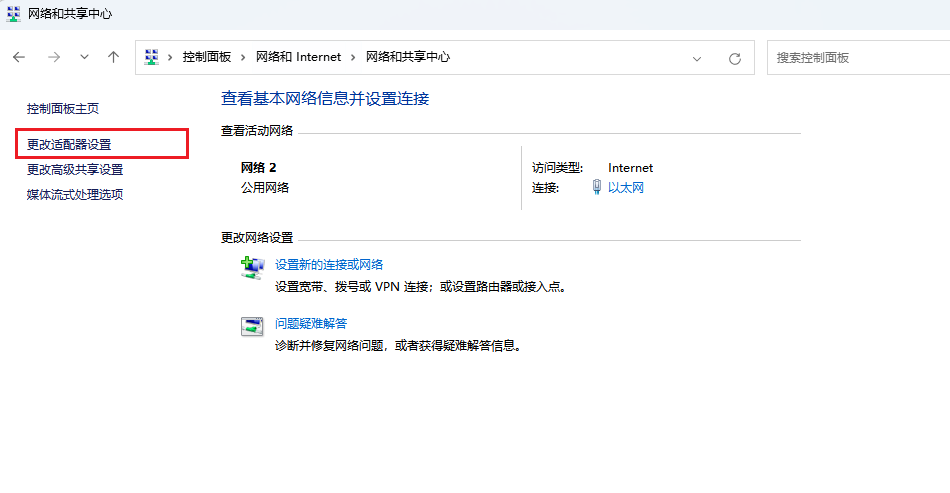 网络和共享中心
控制面板 > 网络和 Internet > 网络和共享中心
搜索控制面板
控制面板主页
更改适配器设置
更改高级共享设置
媒体流式处理选项
查看基本网络信息并设置连接
查看活动网络
网络 2
公用网络
访问类型: Internet
连接: 以太网
更改网络设置
设置新的连接或网络
设置宽带、拨号或 VPN 连接；或设置路由器或接入点。
问题疑难解答
诊断并修复网络问题，或者获得疑难解答信息。